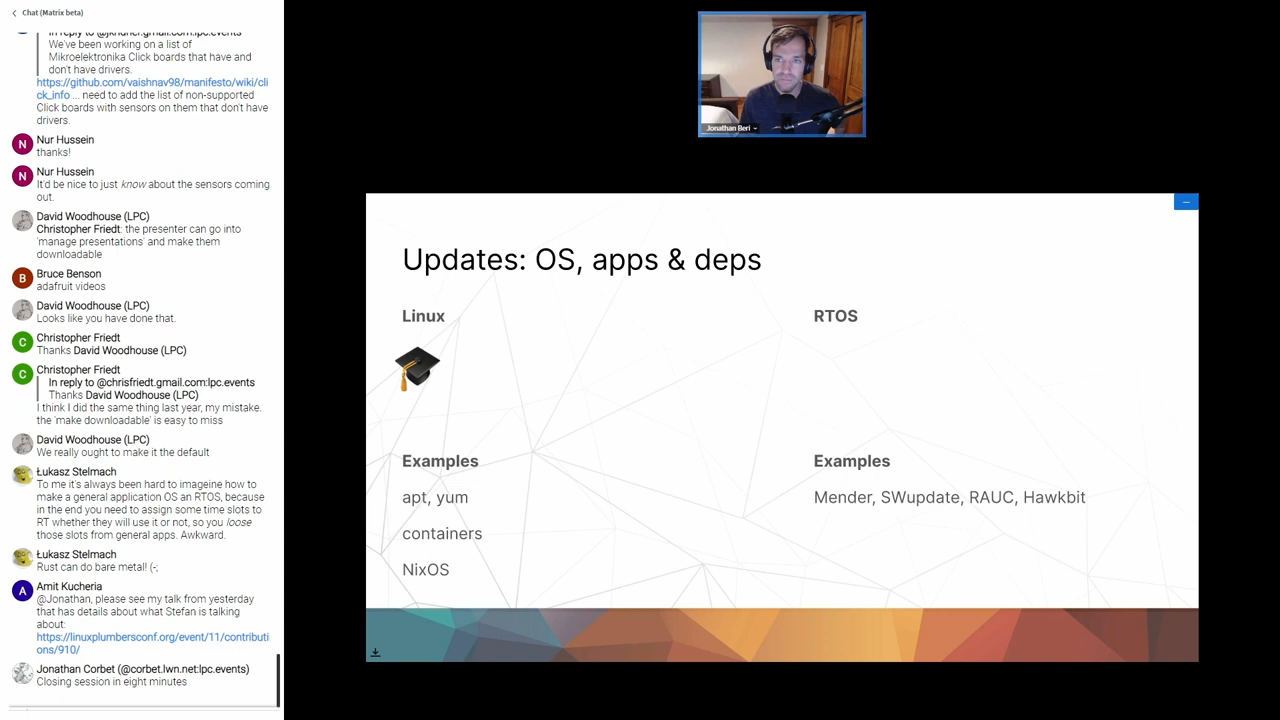 Chat (Matrix beta)
In reply to @jkridner.gmail.com:lpc.events
We've been working on a list of
Mikroelektronika Click boards that have and
don't have drivers.
https://github.com/vaishnav98/manifesto/wiki/cli
ck_info ... need to add the list of non-supported
Click boards with sensors on them that don't have
drivers.
N
Nur Hussein
thanks!
N
Nur Hussein
It'd be nice to just know about the sensors coming
out.
David Woodhouse (LPC)
Christopher Friedt: the presenter can go into
'manage presentations' and make them
downloadable
B
Bruce Benson
adafruit videos
David Woodhouse (LPC)
Looks like you have done that.
C
Christopher Friedt
Thanks David Woodhouse (LPC)
C
Christopher Friedt
In reply to @chrisfriedt.gmail.com:lpc.events
Thanks David Woodhouse (LPC)
I think I did the same thing last year, my mistake.
the 'make downloadable' is easy to miss
David Woodhouse (LPC)
We really ought to make it the default
Łukasz Stelmach
To me it's always been hard to imageine how to
make a general application OS an RTOS, because
in the end you need to assign some time slots to
RT whether they will use it or not, so you loose
those slots from general apps. Awkward.
Łukasz Stelmach
Rust can do bare metal! (-;
A
Amit Kucheria
@Jonathan, please see my talk from yesterday
that has details about what Stefan is talking
about:
https://linuxplumbersconf.org/event/11/contributi
ons/910/
Jonathan Corbet (@corbet.lwn.net:lpc.events)
Closing session in eight minutes
Jonathan Beri
Updates: OS, apps & deps
Linux
Examples
apt, yum
containers
NixOS
RTOS
Examples
Mender, SWupdate, RAUC, Hawkbit